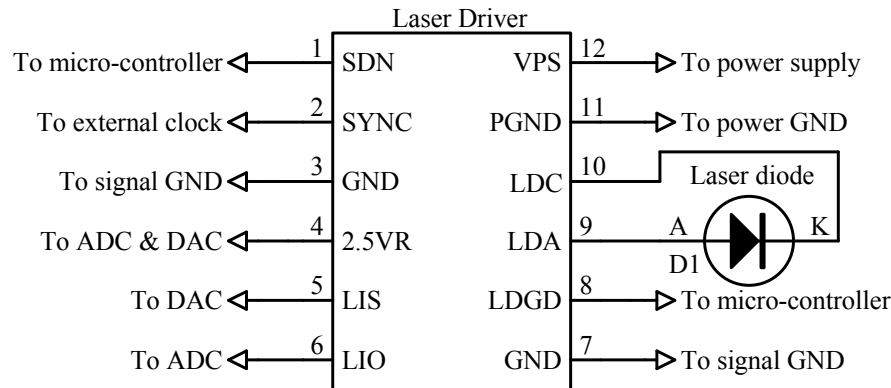 Laser Driver
To micro-controller 1 SDN VPS 12 To power supply
To external clock 2 SYNC PGND 11 To power GND
To signal GND 3 GND LDC 10 Laser diode
To ADC & DAC 4 2.5VR LDA 9 A K
D1
To DAC 5 LIS LDGD 8 To micro-controller
To ADC 6 LIO GND 7 To signal GND